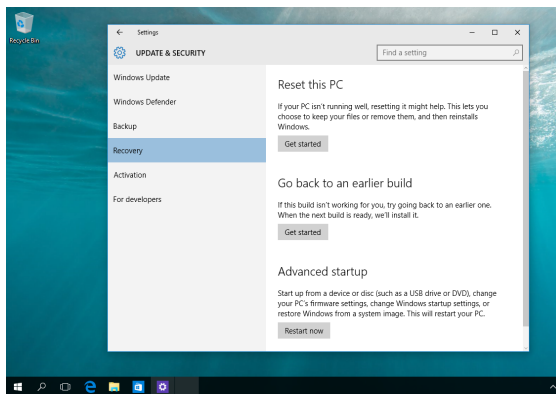 Recycle Bin
Settings
UPDATE & SECURITY
Find a setting
Windows Update
Windows Defender
Backup
Recovery
Activation
For developers
Reset this PC
If your PC isn't running well, resetting it might help. This lets you
choose to keep your files or remove them, and then reinstalls
Windows.
Get started
Go back to an earlier build
If this build isn't working for you, try going back to an earlier one.
When the next build is ready, we'll install it.
Get started
Advanced startup
Start up from a device or disc (such as a USB drive or DVD), change
your PC's firmware settings, change Windows startup settings, or
restore Windows from a system image. This will restart your PC.
Restart now